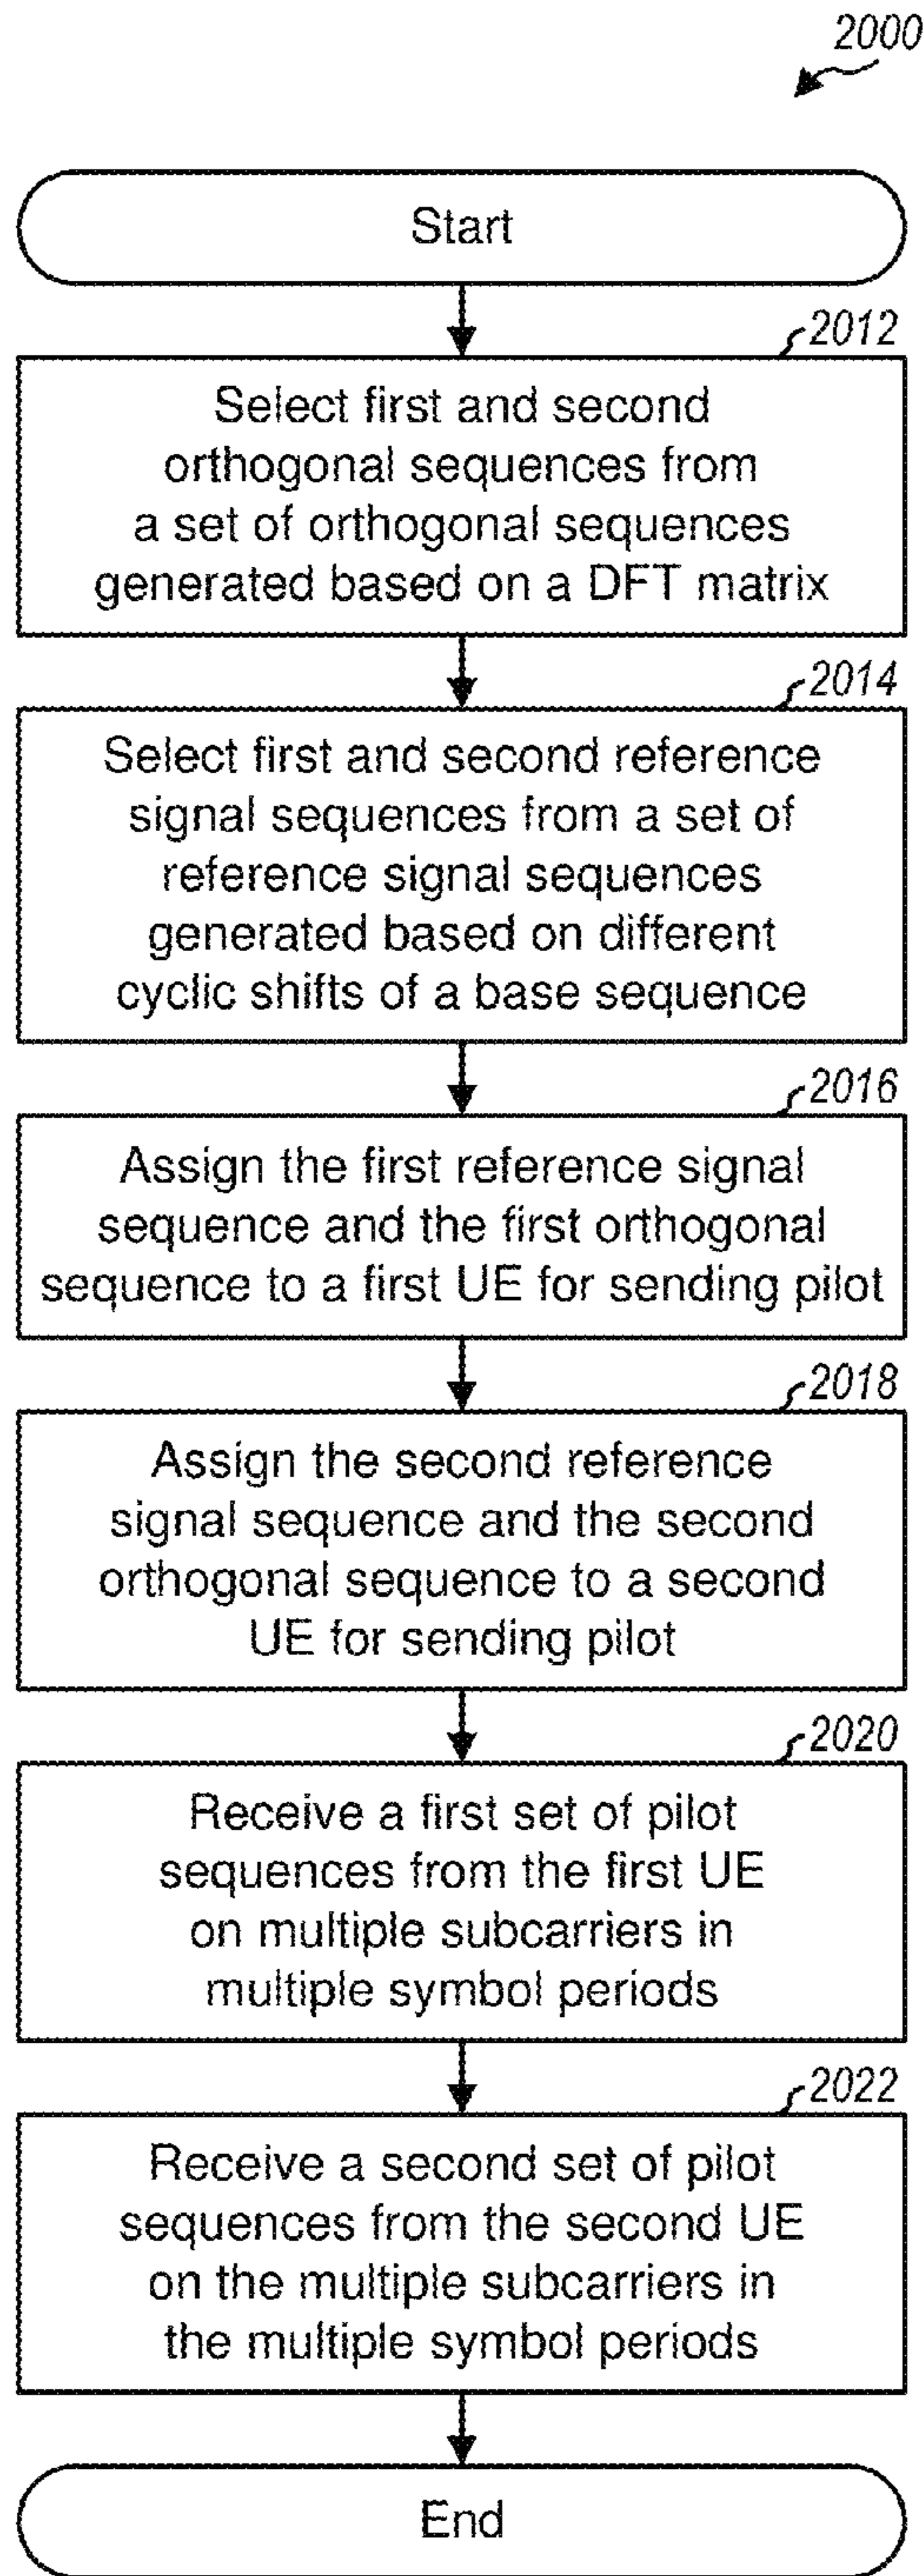 2000
Start
2012
Select first and second
orthogonal sequences from
a set of orthogonal sequences
generated based on a DFT matrix
2014
Select first and second reference
signal sequences from a set of
reference signal sequences
generated based on different
cyclic shifts of a base sequence
2016
Assign the first reference signal
sequence and the first orthogonal
sequence to a first UE for sending pilot
2018
Assign the second reference
signal sequence and the second
orthogonal sequence to a second
UE for sending pilot
2020
Receive a first set of pilot
sequences from the first UE
on multiple subcarriers in
multiple symbol periods
2022
Receive a second set of pilot
sequences from the second UE
on the multiple subcarriers in
the multiple symbol periods
End